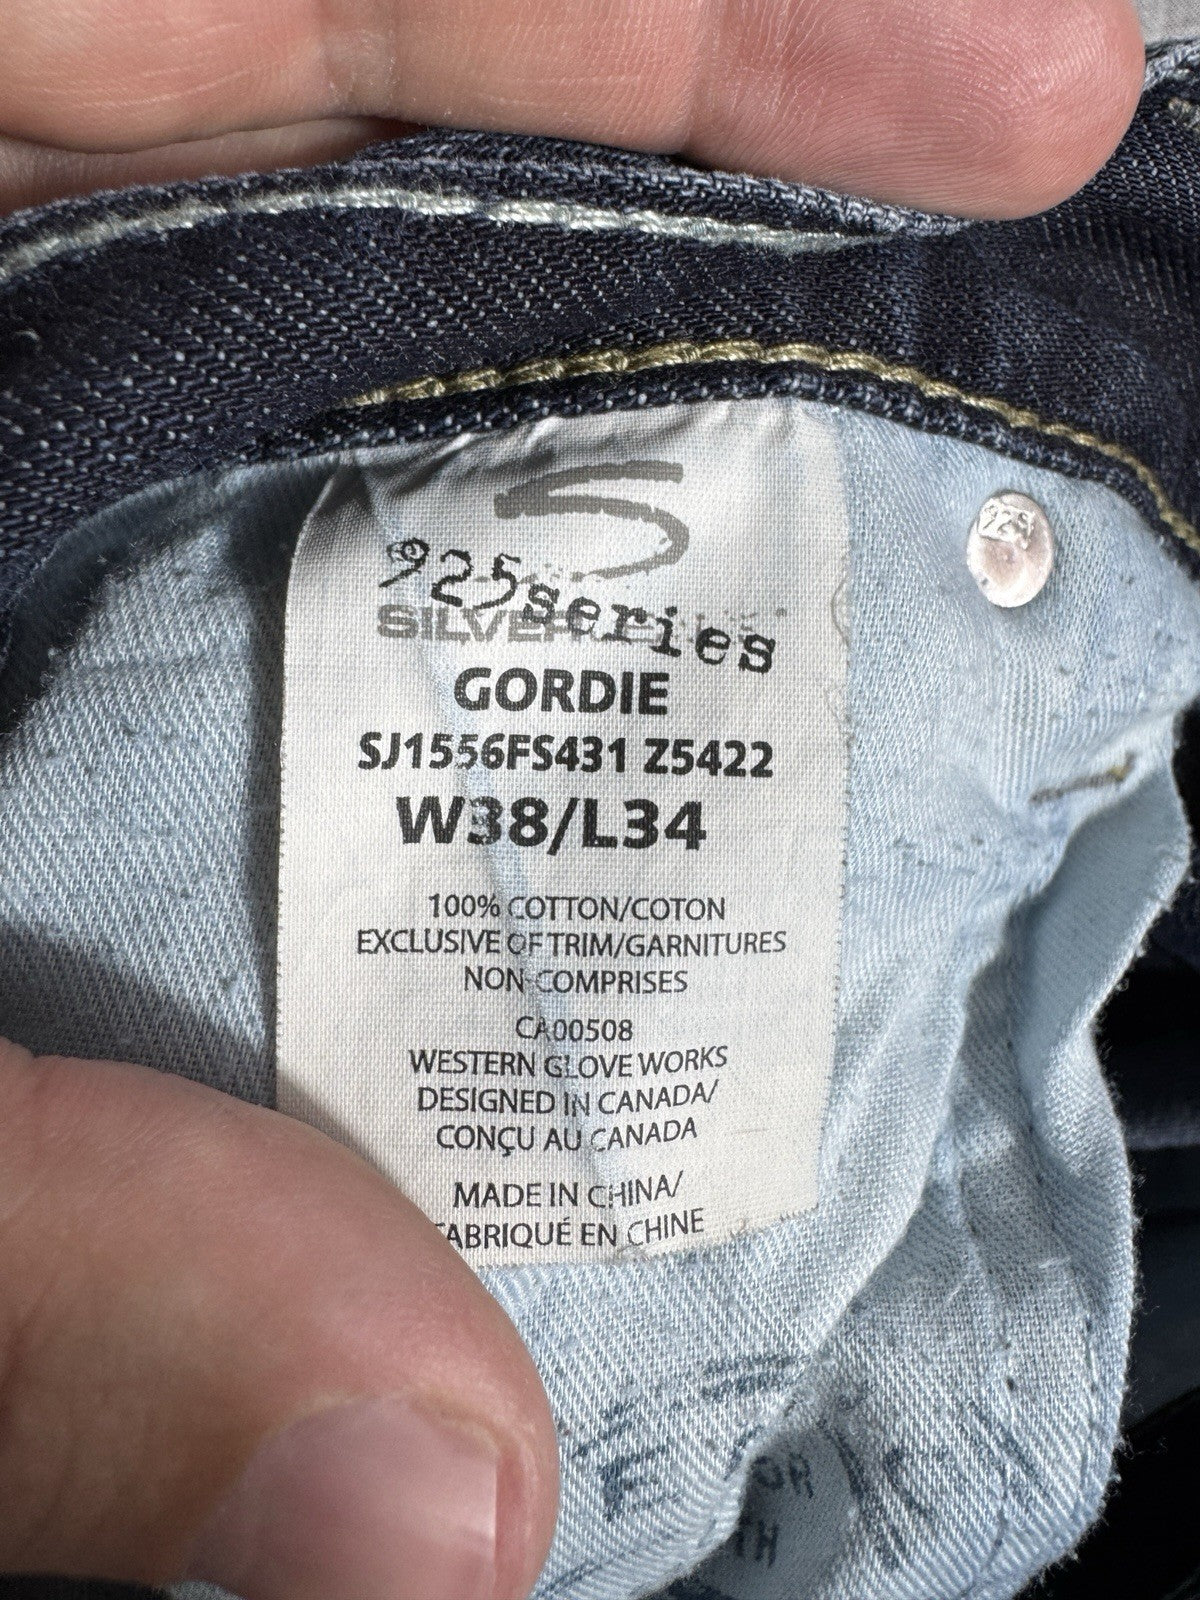 925series
SILVER
GORDIE
SJ1556FS431 Z5422
W38/L34
100% COTTON/COTON
EXCLUSIVE OF TRIM/GARNITURES
NON-COMPRISES
CA00508
WESTERN GLOVE WORKS
DESIGNED IN CANADA/
CONÇU AU CANADA
MADE IN CHINA/
FABRIQUÉ EN CHINE
925